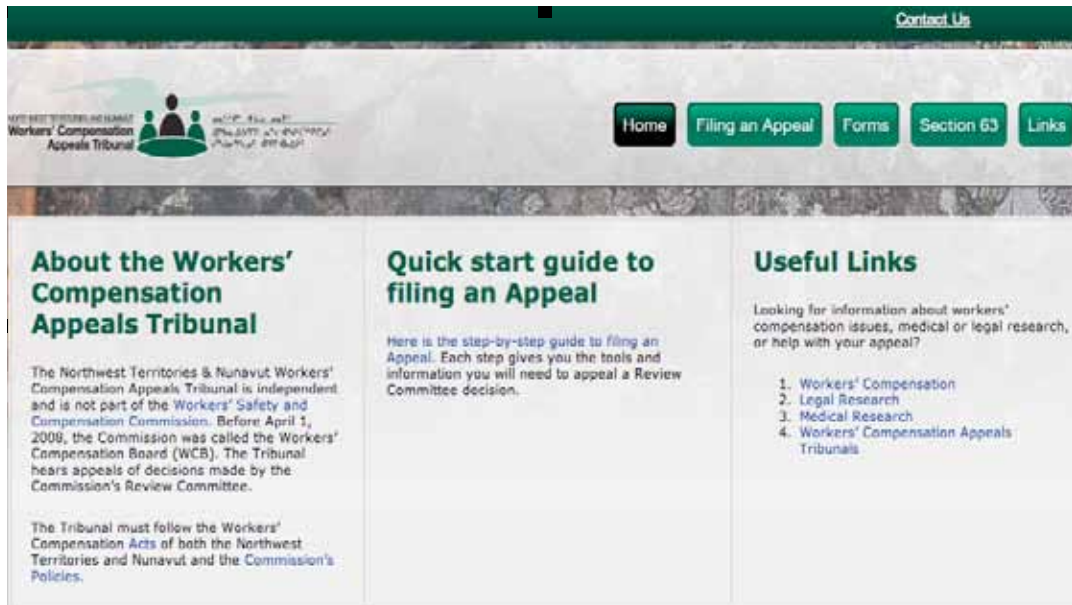 Contact Us
Workers' Compensation
Appeals Tribunal
Home
Filing an Appeal
Forms
Section 63
Links
About the Workers'
Compensation
Appeals Tribunal
The Northwest Territories & Nunavut Workers'
Compensation Appeals Tribunal is independent
and is not part of the Workers' Safety and
Compensation Commission. Before April 1,
2008, the Commission was called the Workers'
Compensation Board (WCB). The Tribunal
hears appeals of decisions made by the
Commission's Review Committee.
The Tribunal must follow the Workers'
Compensation Acts of both the Northwest
Territories and Nunavut and the Commission's
Policies.
Quick start guide to
filing an Appeal
Here is the step-by-step guide to filing an
Appeal. Each step gives you the tools and
information you will need to appeal a Review
Committee decision.
Useful Links
Looking for information about workers'
compensation issues, medical or legal research,
or help with your appeal?
1. Workers' Compensation
2. Legal Research
3. Medical Research
4. Workers' Compensation Appeals
Tribunals